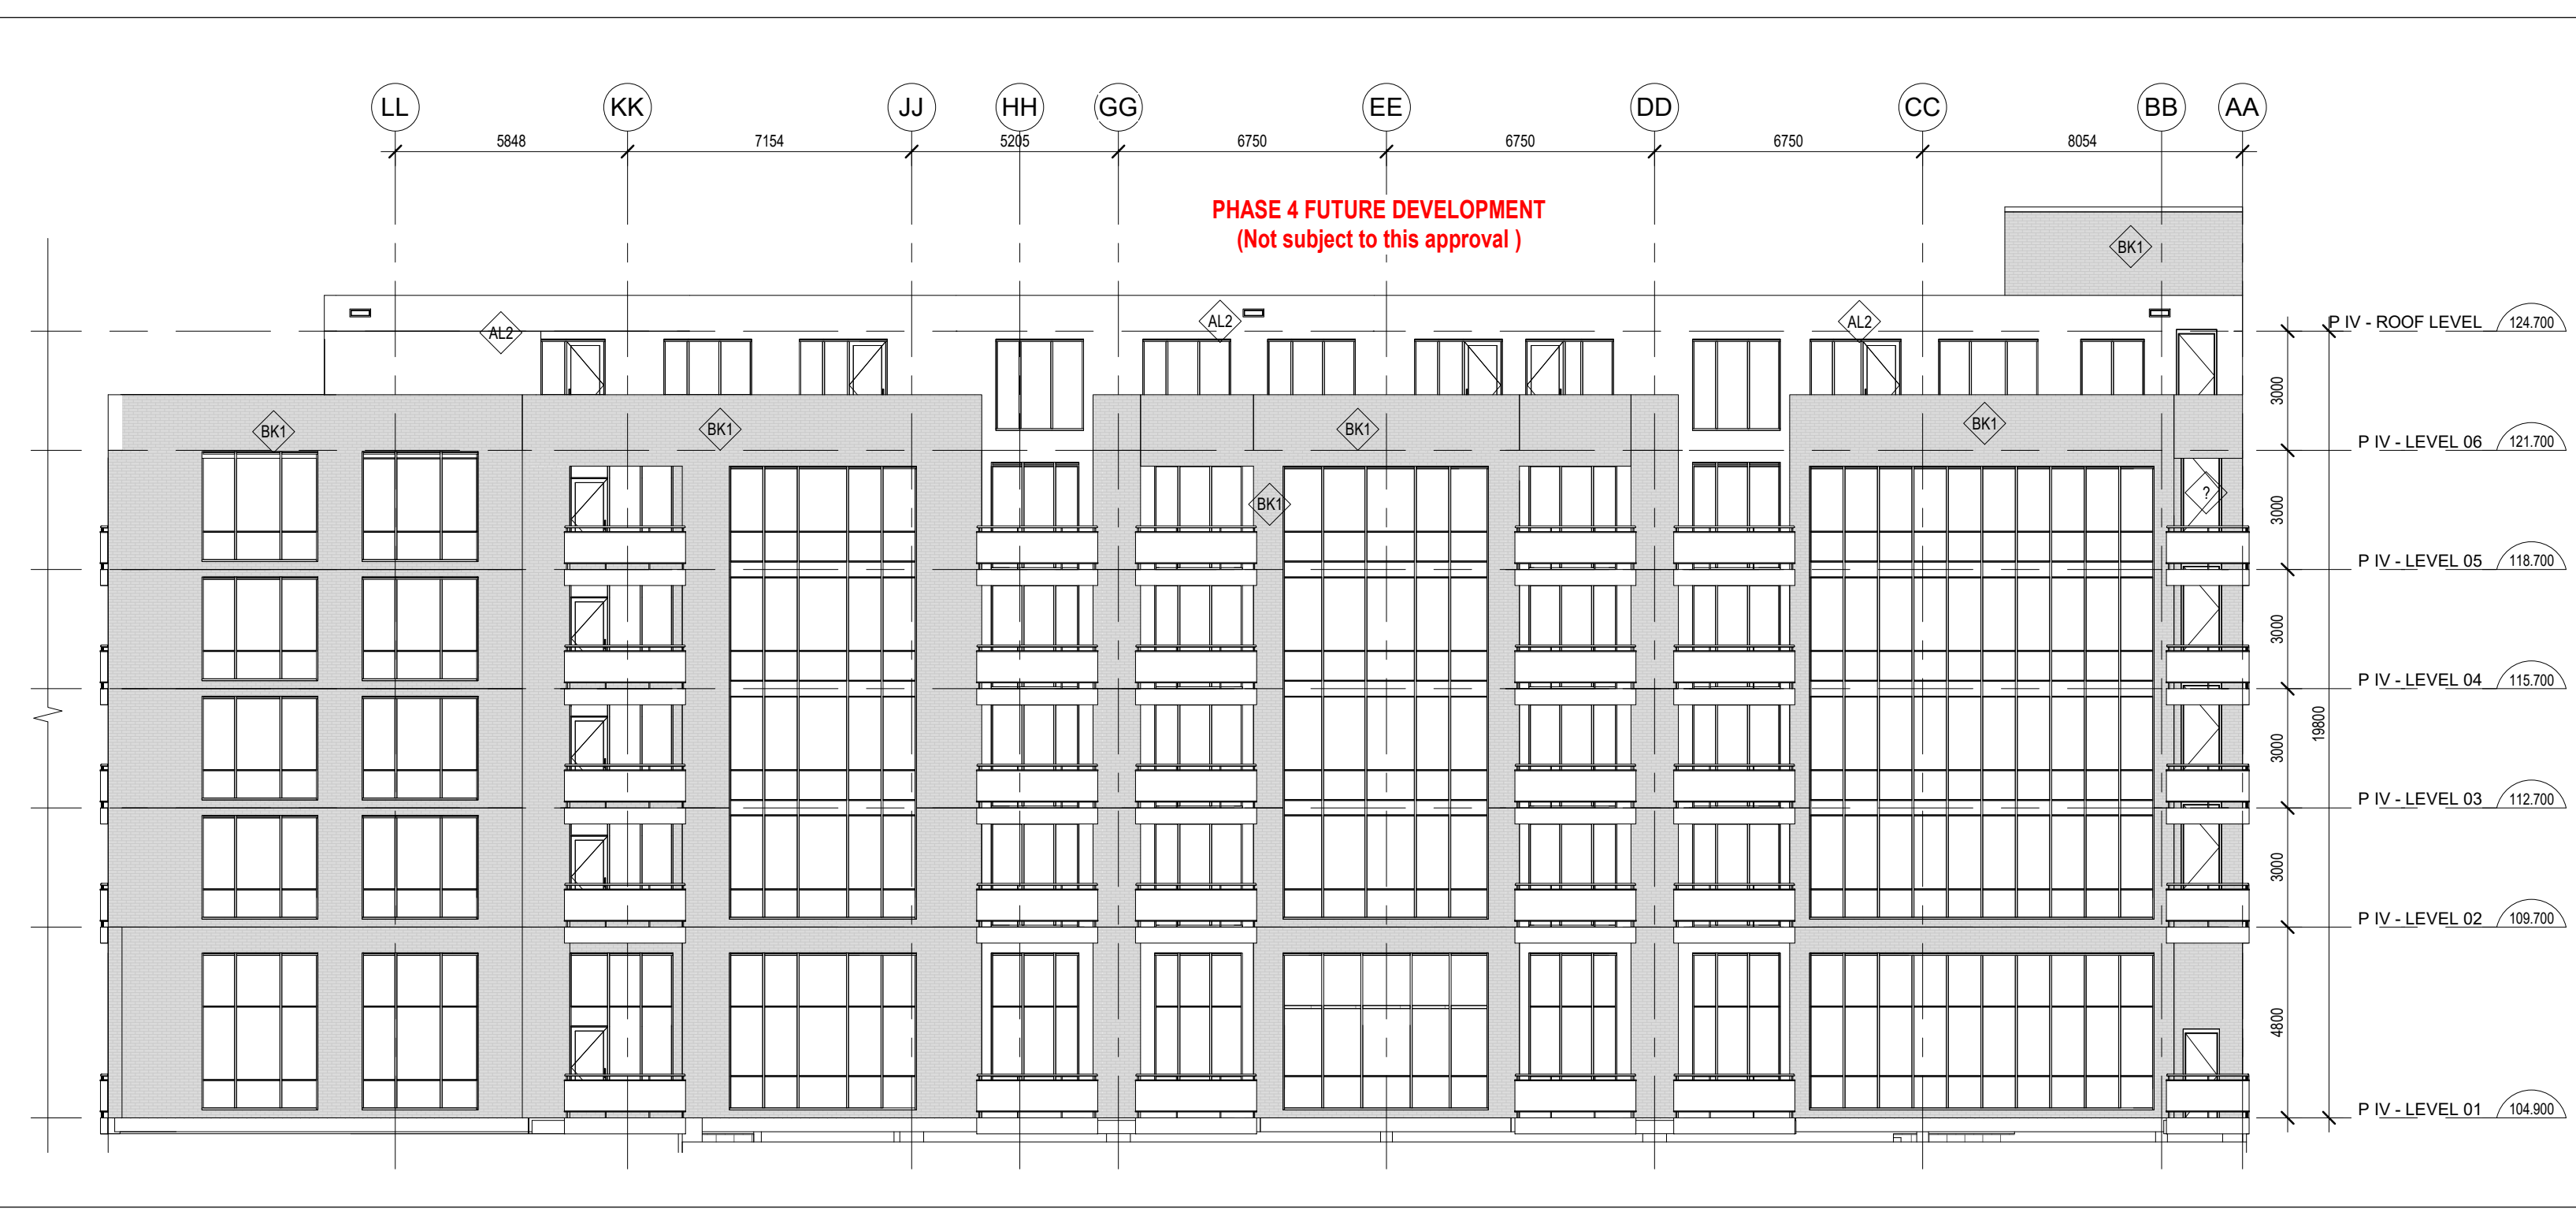 LL KK JJ HH GG EE DD CC BB AA
5848 7154 5205 6750 6750 6750 8054
PHASE 4 FUTURE DEVELOPMENT
(Not subject to this approval )
BK1
AL2 AL2 AL2
P IV - ROOF LEVEL 124.700
3000
BK1 BK1 BK1 BK1
P IV - LEVEL 06 121.700
BK1 ?
3000
P IV - LEVEL 05 118.700
3000
P IV - LEVEL 04 115.700
19800
3000
P IV - LEVEL 03 112.700
3000
P IV - LEVEL 02 109.700
4800
P IV - LEVEL 01 104.900